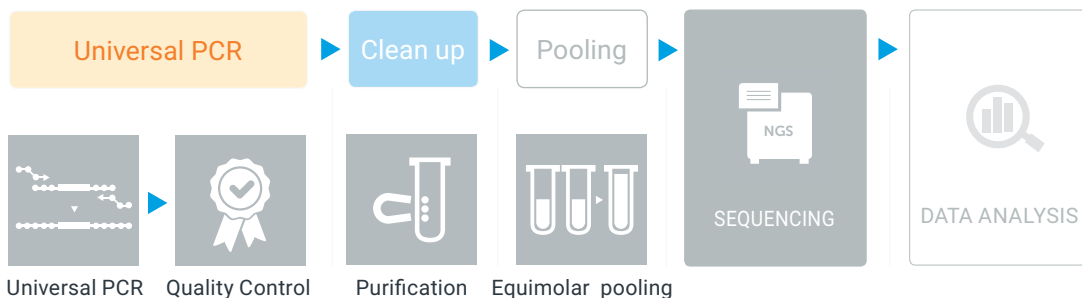 Universal PCR
Clean up
Pooling
NGS
SEQUENCING
DATA ANALYSIS
Universal PCR
Quality Control
Purification
Equimolar pooling